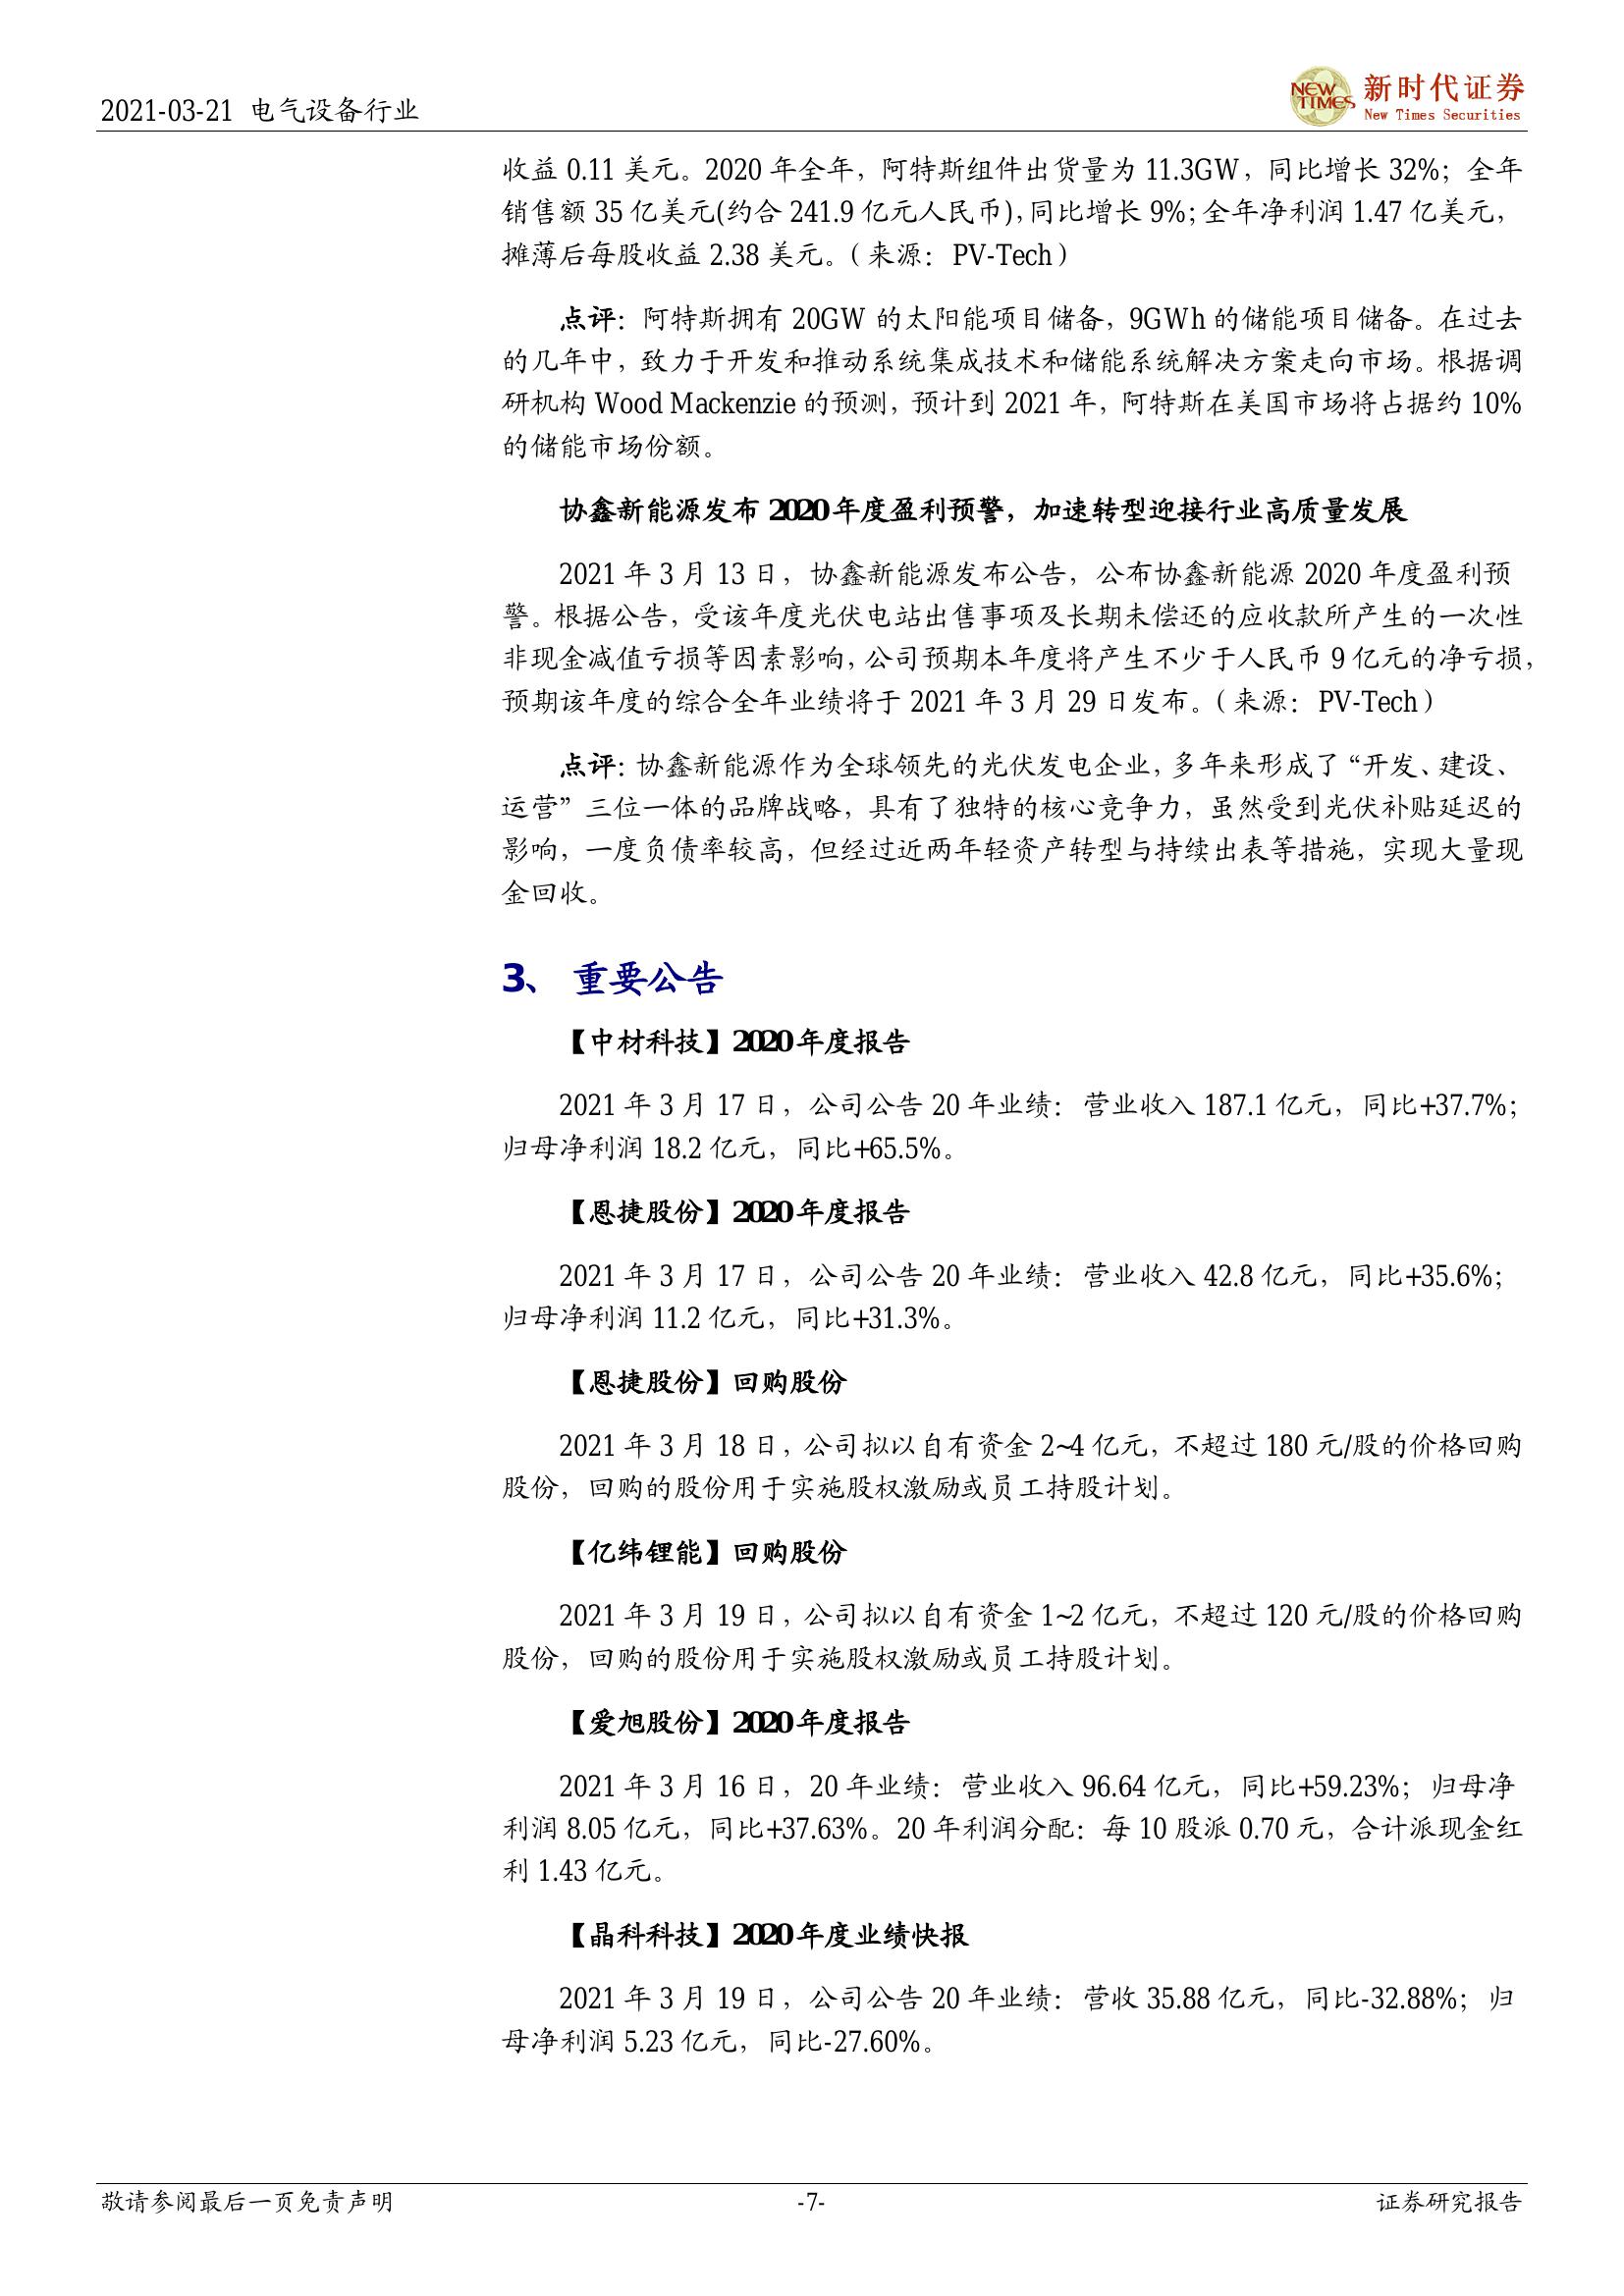 2021-03-21 电气设备行业
NEW TIMES 新时代证券
New Times Securities
收益 0.11 美元。2020 年全年，阿特斯组件出货量为 11.3GW，同比增长 32%；全年
销售额 35 亿美元(约合 241.9 亿元人民币)，同比增长 9%；全年净利润 1.47 亿美元，
摊薄后每股收益 2.38 美元。（来源：PV-Tech）
点评：阿特斯拥有 20GW 的太阳能项目储备，9GWh 的储能项目储备。在过去
的几年中，致力于开发和推动系统集成技术和储能系统解决方案走向市场。根据调
研机构 Wood Mackenzie 的预测，预计到 2021 年，阿特斯在美国市场将占据约 10%
的储能市场份额。
协鑫新能源发布 2020 年度盈利预警，加速转型迎接行业高质量发展
2021 年 3 月 13 日，协鑫新能源发布公告，公布协鑫新能源 2020 年度盈利预
警。根据公告，受该年度光伏电站出售事项及长期未偿还的应收款所产生的一次性
非现金减值亏损等因素影响，公司预期本年度将产生不少于人民币 9 亿元的净亏损，
预期该年度的综合全年业绩将于 2021 年 3 月 29 日发布。（来源：PV-Tech）
点评：协鑫新能源作为全球领先的光伏发电企业，多年来形成了“开发、建设、
运营”三位一体的品牌战略，具有了独特的核心竞争力，虽然受到光伏补贴延迟的
影响，一度负债率较高，但经过近两年轻资产转型与持续出表等措施，实现大量现
金回收。
3、 重要公告
【中材科技】2020 年度报告
2021 年 3 月 17 日，公司公告 20 年业绩：营业收入 187.1 亿元，同比+37.7%；
归母净利润 18.2 亿元，同比+65.5%。
【恩捷股份】2020 年度报告
2021 年 3 月 17 日，公司公告 20 年业绩：营业收入 42.8 亿元，同比+35.6%；
归母净利润 11.2 亿元，同比+31.3%。
【恩捷股份】回购股份
2021 年 3 月 18 日，公司拟以自有资金 2~4 亿元，不超过 180 元/股的价格回购
股份，回购的股份用于实施股权激励或员工持股计划。
【亿纬锂能】回购股份
2021 年 3 月 19 日，公司拟以自有资金 1~2 亿元，不超过 120 元/股的价格回购
股份，回购的股份用于实施股权激励或员工持股计划。
【爱旭股份】2020 年度报告
2021 年 3 月 16 日，20 年业绩：营业收入 96.64 亿元，同比+59.23%；归母净
利润 8.05 亿元，同比+37.63%。20 年利润分配：每 10 股派 0.70 元，合计派现金红
利 1.43 亿元。
【晶科科技】2020 年度业绩快报
2021 年 3 月 19 日，公司公告 20 年业绩：营收 35.88 亿元，同比-32.88%；归
母净利润 5.23 亿元，同比-27.60%。
敬请参阅最后一页免责声明 -7- 证券研究报告